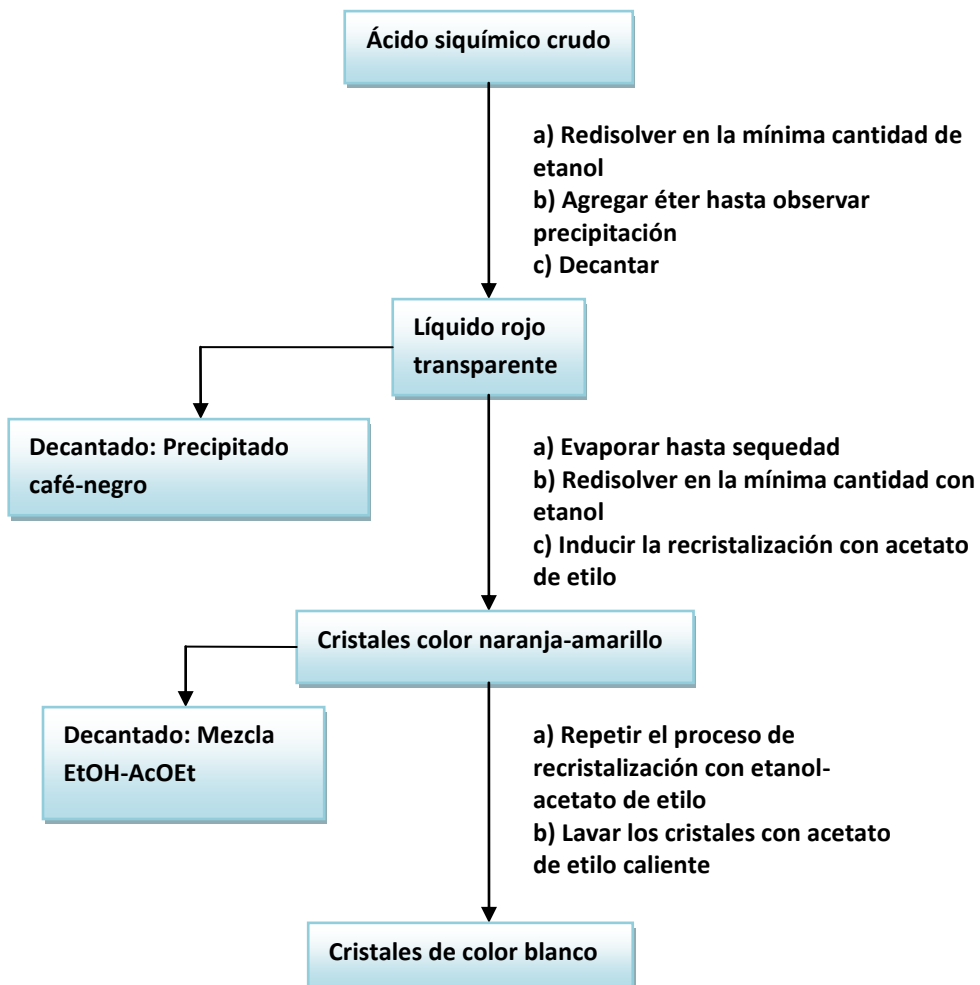 Ácido siquímico crudo
a) Redisolver en la mínima cantidad de
etanol
b) Agregar éter hasta observar
precipitación
c) Decantar
Líquido rojo
transparente
Decantado: Precipitado
café-negro
a) Evaporar hasta sequedad
b) Redisolver en la mínima cantidad con
etanol
c) Inducir la recristalización con acetato
de etilo
Cristales color naranja-amarillo
Decantado: Mezcla
EtOH-AcOEt
a) Repetir el proceso de
recristalización con etanol-
acetato de etilo
b) Lavar los cristales con acetato
de etilo caliente
Cristales de color blanco